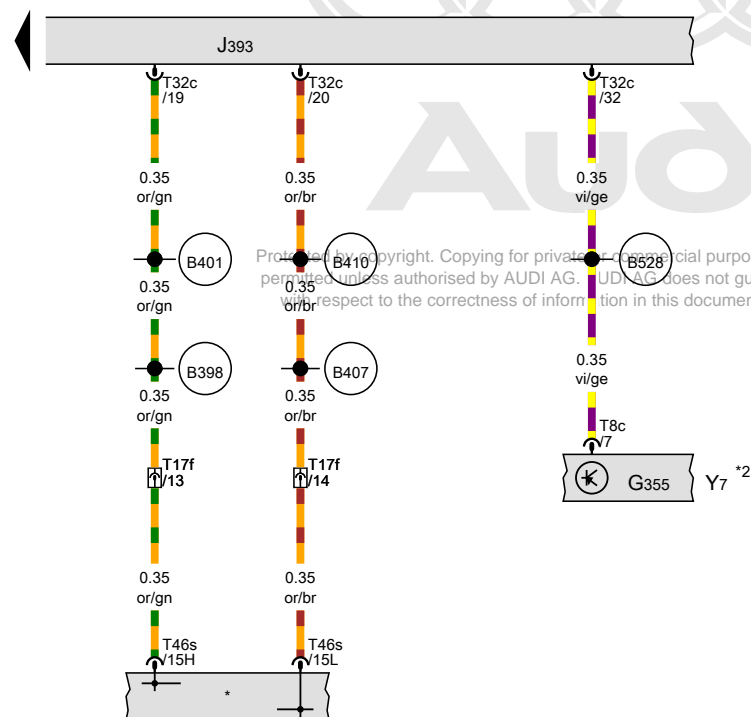 J393
T32c
/19
T32c
/20
T32c
/32
Audi
0.35
or/gn
0.35
or/br
0.35
vi/ge
B401
B410
B528
Protected by copyright. Copying for private or commercial purpo
permitted unless authorised by AUDI AG. AUDI AG does not gu
with respect to the correctness of information in this documen
0.35
or/gn
0.35
or/br
0.35
vi/ge
B398
B407
0.35
or/gn
0.35
or/br
T8c
/7
T17f
/13
T17f
/14
G355
Y7 *2
0.35
or/gn
0.35
or/br
T46s
/15H
T46s
/15L
*